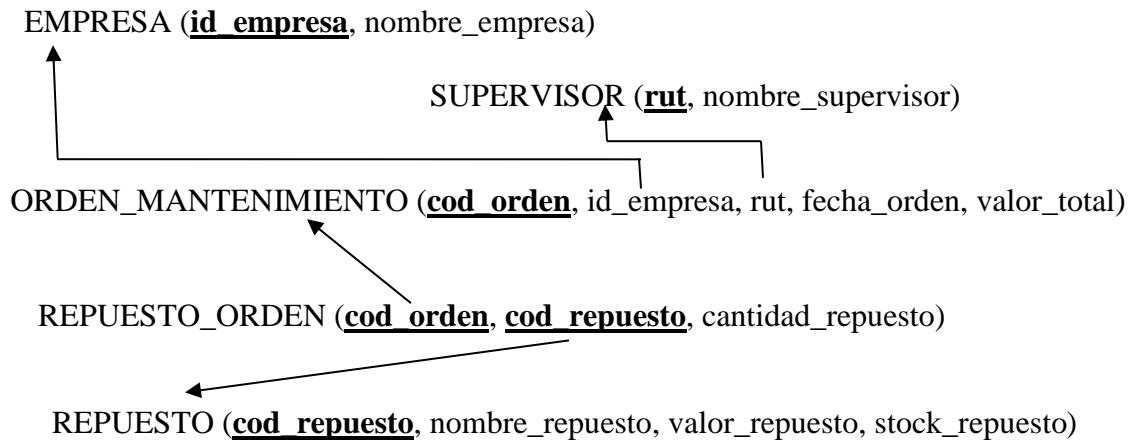 EMPRESA (id_empresa, nombre_empresa)
SUPERVISOR (rut, nombre_supervisor)
ORDEN_MANTENIMIENTO (cod_orden, id_empresa, rut, fecha_orden, valor_total)
REPUESTO_ORDEN (cod_orden, cod_repuesto, cantidad_repuesto)
REPUESTO (cod_repuesto, nombre_repuesto, valor_repuesto, stock_repuesto)